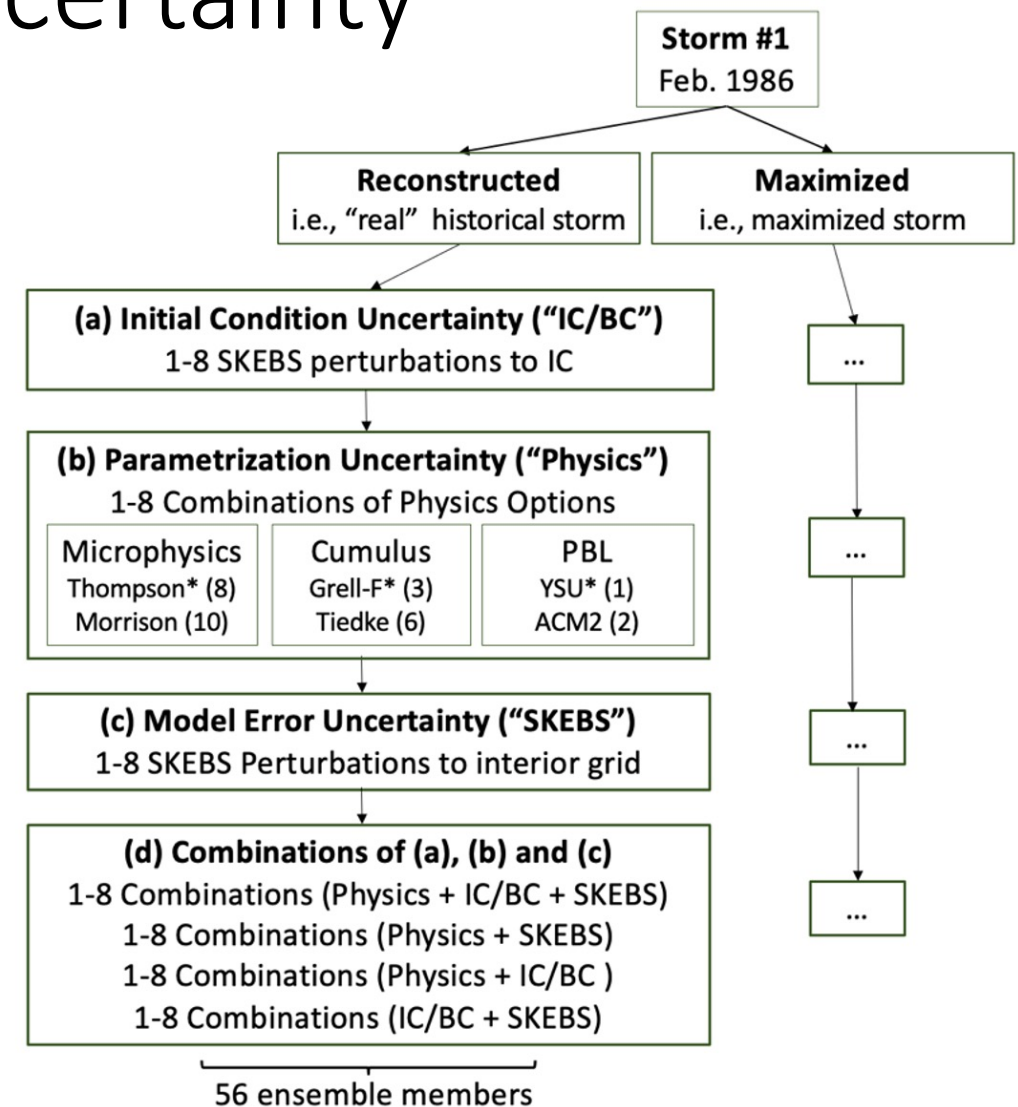 certainty
Storm #1
Feb. 1986
Reconstructed
i.e., “real” historical storm
Maximized
i.e., maximized storm
(a) Initial Condition Uncertainty (“IC/BC”)
1-8 SKEBS perturbations to IC
...
(b) Parametrization Uncertainty (“Physics”)
1-8 Combinations of Physics Options
Microphysics
Thompson* (8)
Morrison (10)
Cumulus
Grell-F* (3)
Tiedke (6)
PBL
YSU* (1)
ACM2 (2)
...
(c) Model Error Uncertainty (“SKEBS”)
1-8 SKEBS Perturbations to interior grid
...
(d) Combinations of (a), (b) and (c)
1-8 Combinations (Physics + IC/BC + SKEBS)
1-8 Combinations (Physics + SKEBS)
1-8 Combinations (Physics + IC/BC )
1-8 Combinations (IC/BC + SKEBS)
...
56 ensemble members